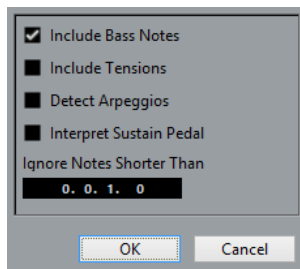 Include Bass Notes
Include Tensions
Detect Arpeggios
Interpret Sustain Pedal
Ignore Notes Shorter Than
0. 0. 1. 0
OK
Cancel